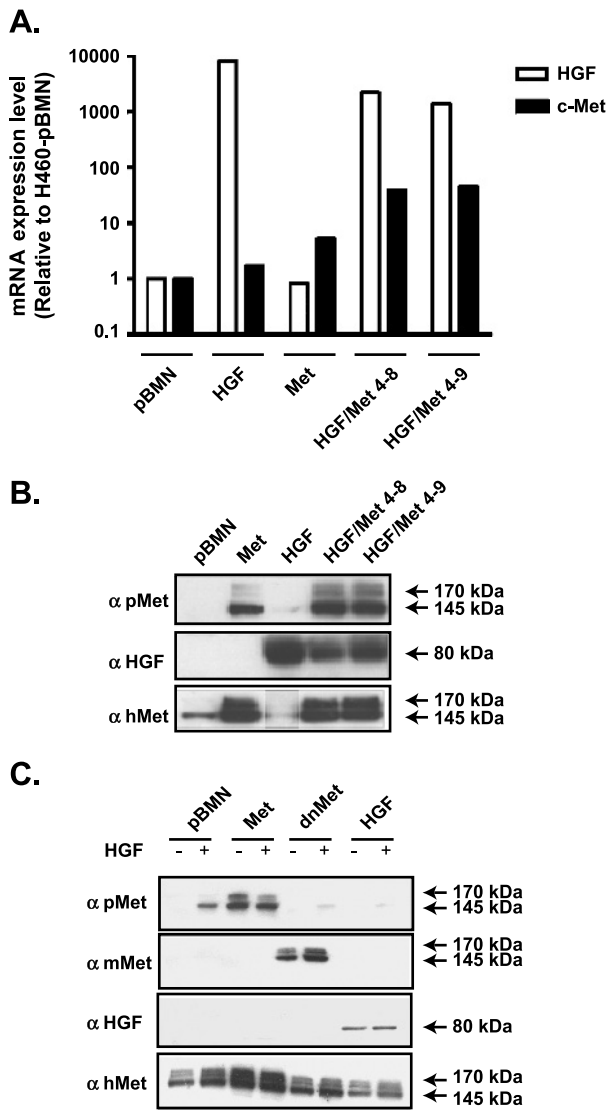 A.
mRNA expression level
(Relative to H460-pBMN)
10000
1000
100
10
1
0.1
HGF
c-Met
pBMN
HGF
Met
HGF/Met 4-8
HGF/Met 4-9
B.
pBMN
Met
HGF
HGF/Met 4-8
HGF/Met 4-9
α pMet
← 170 kDa
← 145 kDa
α HGF
← 80 kDa
α hMet
← 170 kDa
← 145 kDa
C.
pBMN
Met
dnMet
HGF
HGF - + - + - + - +
α pMet
← 170 kDa
← 145 kDa
α mMet
← 170 kDa
← 145 kDa
α HGF
← 80 kDa
α hMet
← 170 kDa
← 145 kDa